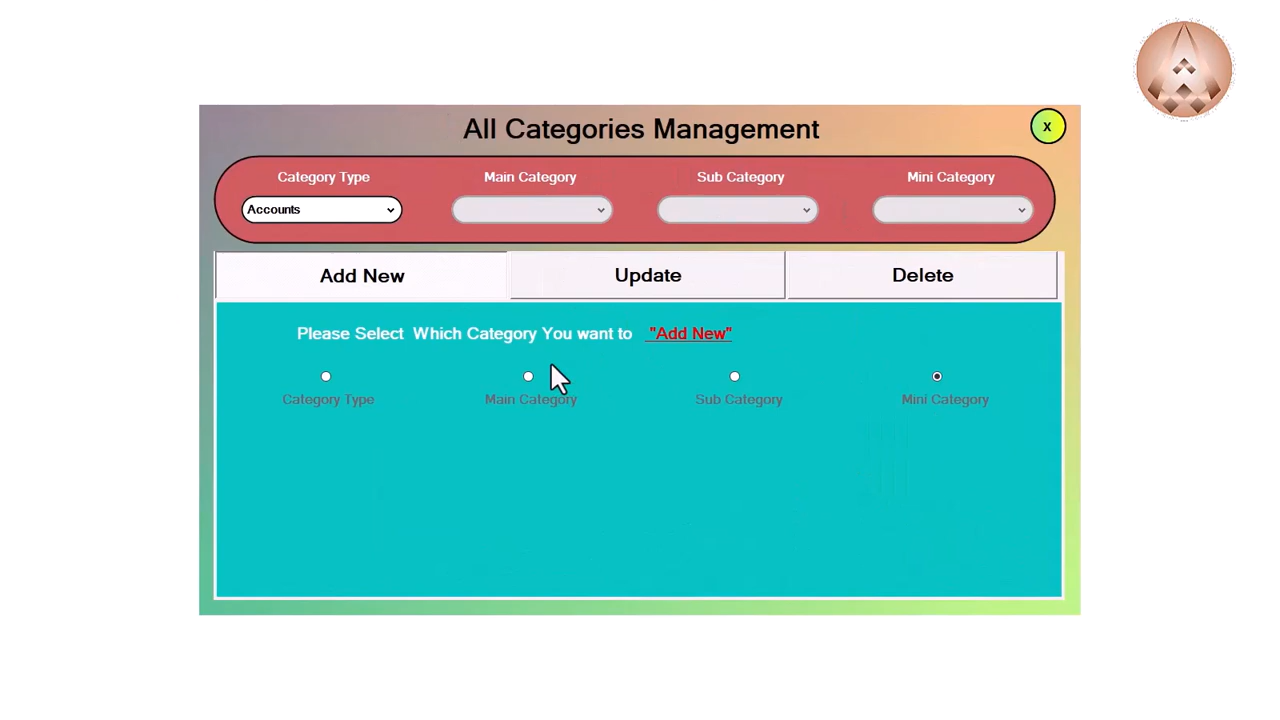 All Categories Management
X
Category Type Main Category Sub Category Mini Category
Accounts
Add New Update Delete
Please Select Which Category You want to "Add New"
Category Type Main Category Sub Category Mini Category